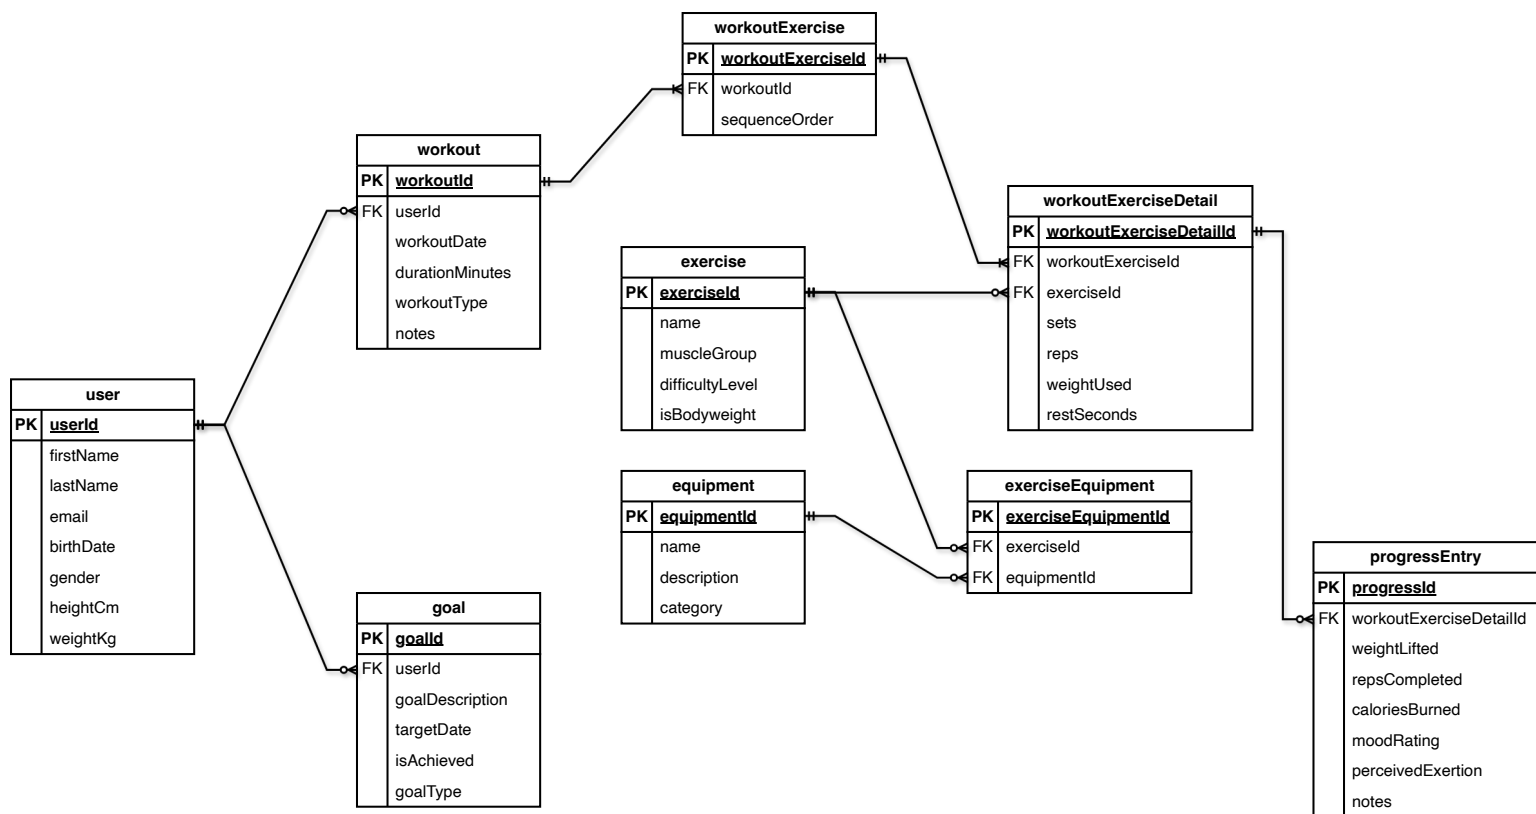 workoutExercise
PK workoutExerciseId
FK workoutId
sequenceOrder
workout
PK workoutId
FK userId
workoutDate
durationMinutes
workoutType
notes
workoutExerciseDetail
PK workoutExerciseDetailId
FK workoutExerciseId
FK exerciseId
sets
reps
weightUsed
restSeconds
exercise
PK exerciseId
name
muscleGroup
difficultyLevel
isBodyweight
user
PK userId
firstName
lastName
email
birthDate
gender
heightCm
weightKg
equipment
PK equipmentId
name
description
category
exerciseEquipment
PK exerciseEquipmentId
FK exerciseId
FK equipmentId
progressEntry
PK progressId
FK workoutExerciseDetailId
weightLifted
repsCompleted
caloriesBurned
moodRating
perceivedExertion
notes
goal
PK goalId
FK userId
goalDescription
targetDate
isAchieved
goalType